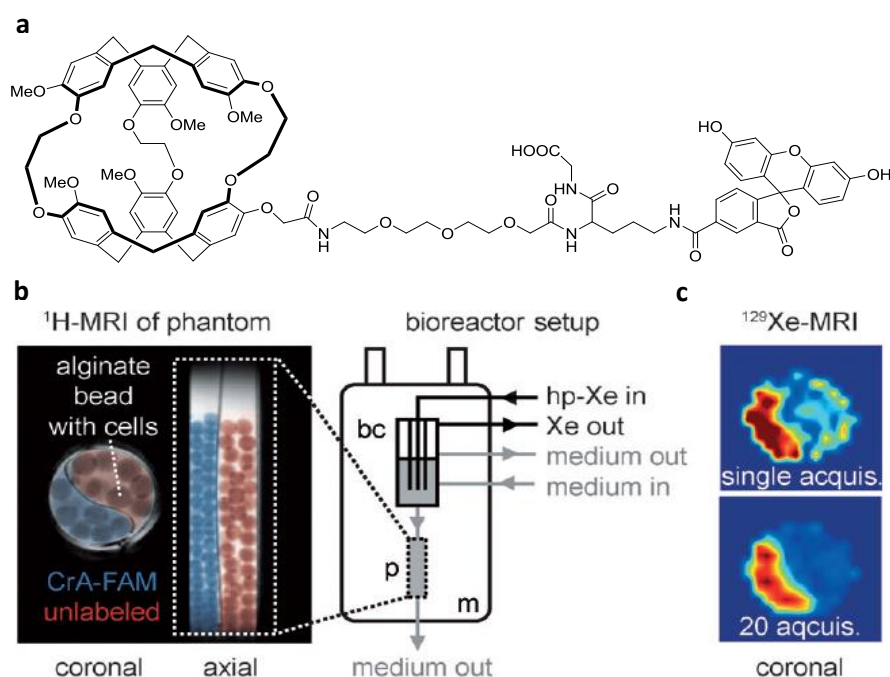 a
MeO
O
O
O
OMe
O
OMe
MeO
O
MeO
O
O
O
O
N
H
O
O
O
O
N
H
HOOC
NH
O
H
N
O
HO
O
OH
O
O
b
¹H-MRI of phantom
alginate
bead
with cells
CrA-FAM
unlabeled
coronal
axial
bioreactor setup
bc
p
m
hp-Xe in
Xe out
medium out
medium in
medium out
c
¹²⁹Xe-MRI
single acquis.
20 aqcuis.
coronal